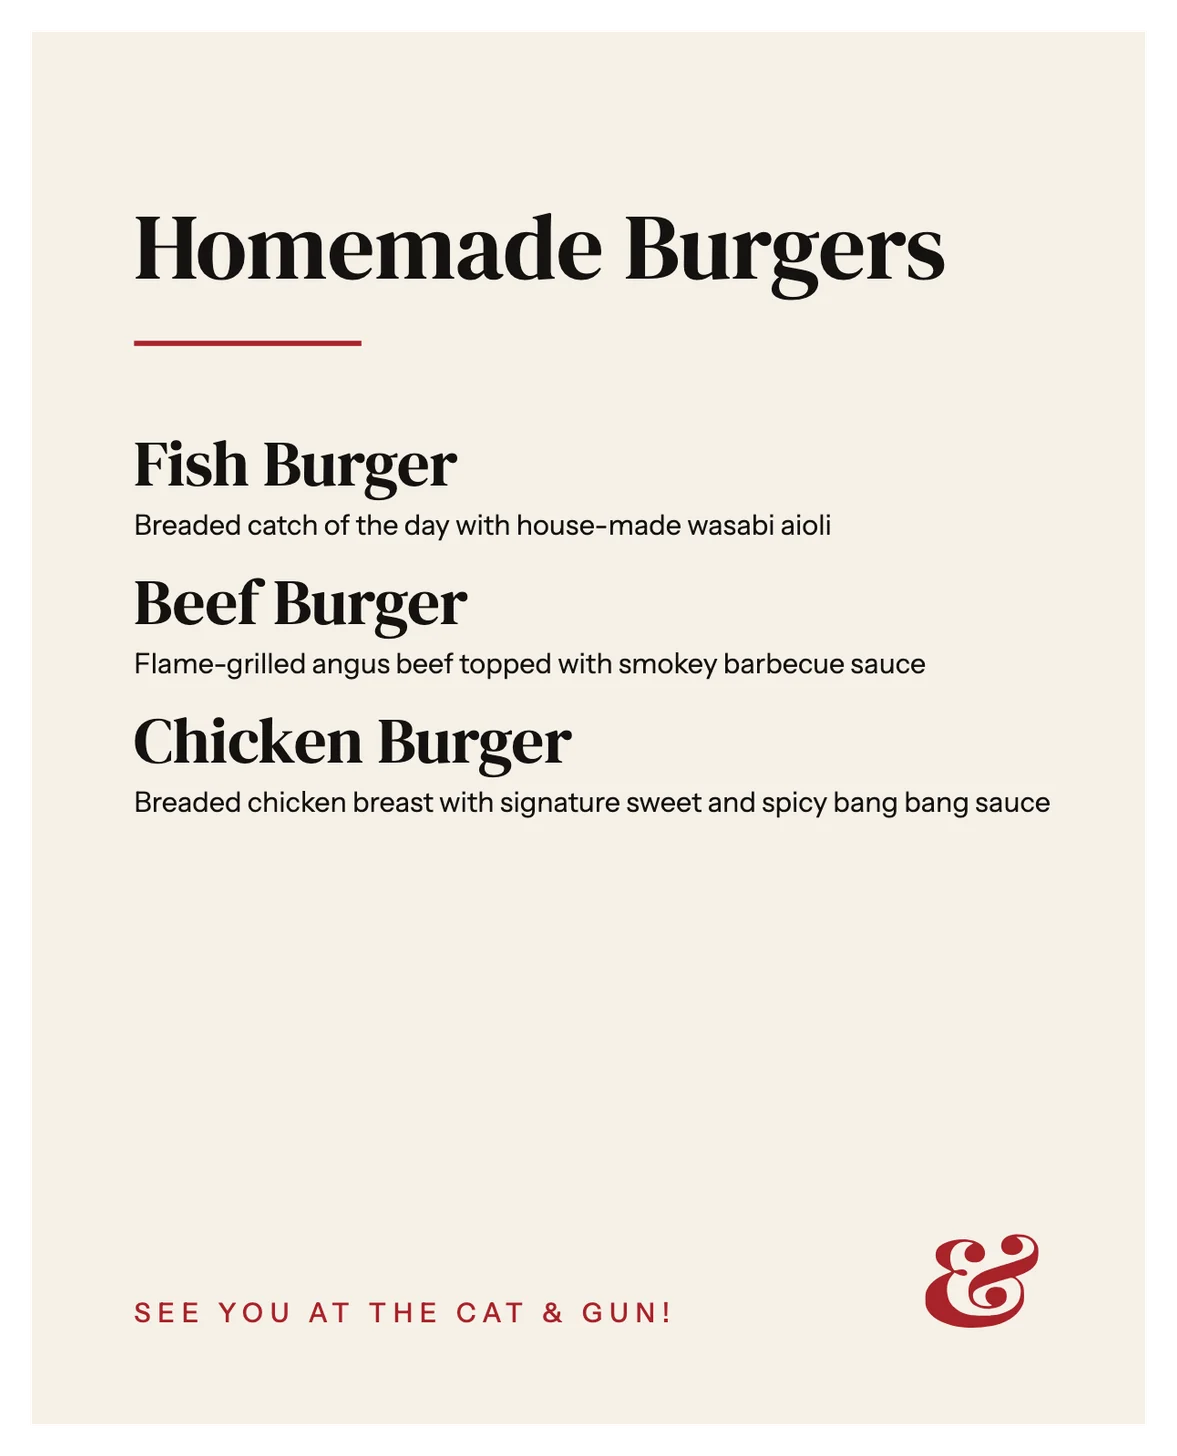 Homemade Burgers
Fish Burger
Breaded catch of the day with house-made wasabi aioli
Beef Burger
Flame-grilled angus beef topped with smokey barbecue sauce
Chicken Burger
Breaded chicken breast with signature sweet and spicy bang bang sauce
SEE YOU AT THE CAT & GUN!
&